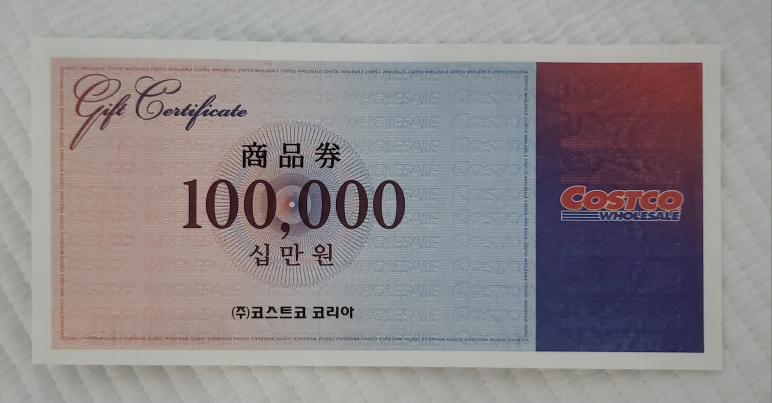 Gift Certificate
商品券
100,000
십만원
(주)코스트코 코리아
COSTCO
WHOLESALE